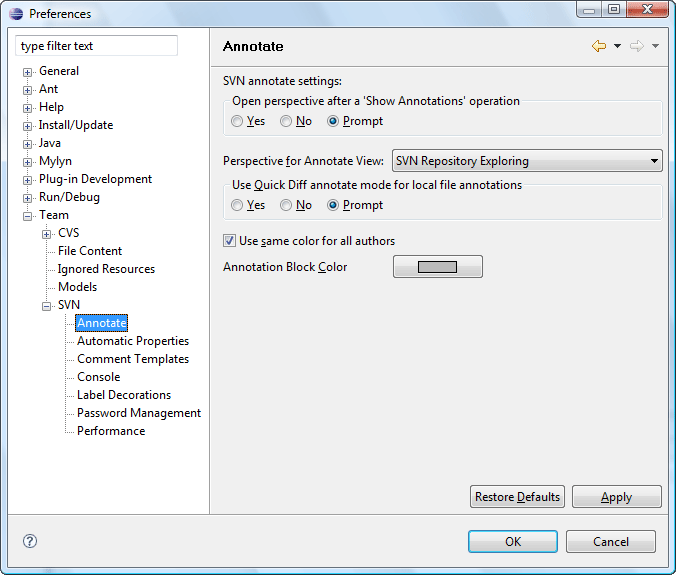 Preferences
type filter text
General
Ant
Help
Install/Update
Java
Mylyn
Plug-in Development
Run/Debug
Team
CVS
File Content
Ignored Resources
Models
SVN
Annotate
Automatic Properties
Comment Templates
Console
Label Decorations
Password Management
Performance
Annotate
SVN annotate settings:
Open perspective after a 'Show Annotations' operation
Yes No Prompt
Perspective for Annotate View: SVN Repository Exploring
Use Quick Diff annotate mode for local file annotations
Yes No Prompt
Use same color for all authors
Annotation Block Color
Restore Defaults Apply
OK Cancel